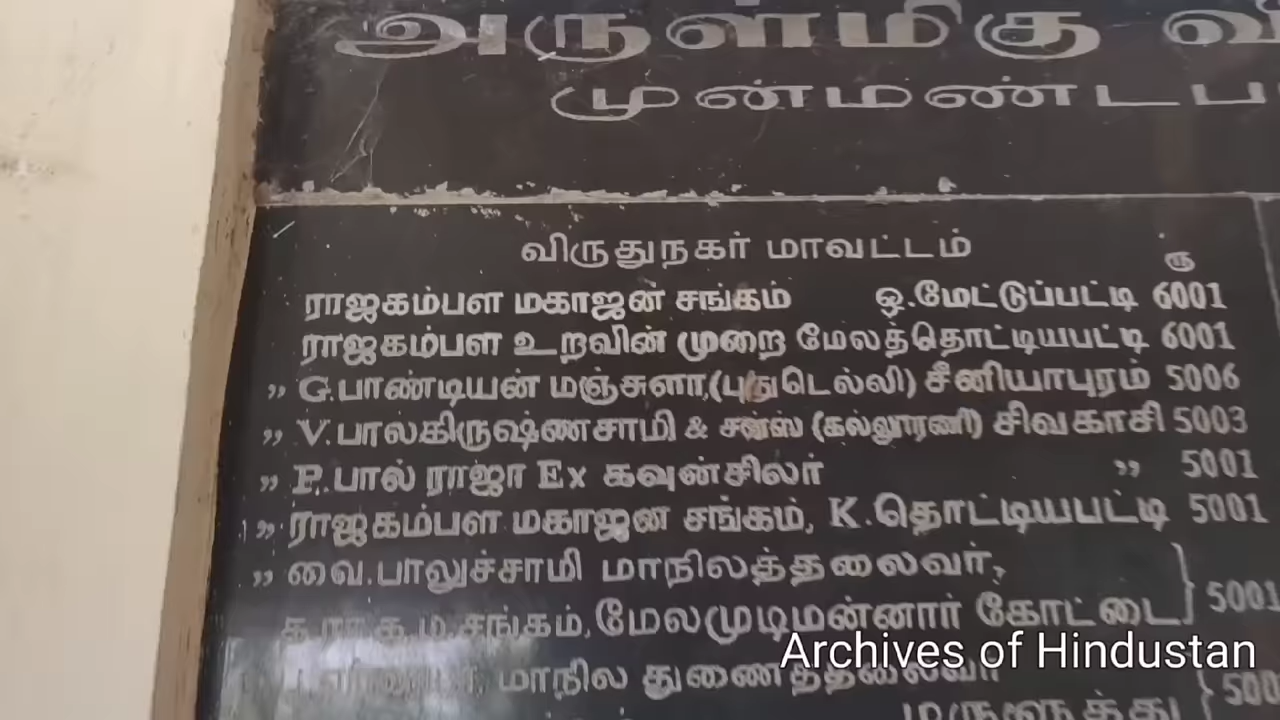 அருள்மிகு வி
முன்மண்டப
விருதுநகர் மாவட்டம் ரூ
ராஜகம்பள மகாஜன சங்கம் ஒ.மேட்டுப்பட்டி 6001
ராஜகம்பள உறவின் முறை மேலத்தொட்டியபட்டி 6001
,, G.பாண்டியன் மஞ்சுளா,(புதுடெல்லி) சீனியாபுரம் 5006
,, V.பாலகிருஷ்ணசாமி & சன்ஸ் (கல்லூரணி) சிவகாசி 5003
,, P.பால் ராஜா Ex கவுன்சிலர் ,, 5001
,, ராஜகம்பள மகாஜன சங்கம், K.தொட்டியபட்டி 5001
,, வை.பாலுச்சாமி மாநிலத்தலைவர்,
சங்கம்,மேலமுடிமன்னார் கோட்டை } 5001
மாநில துணைத்தலைவர்
Archives of Hindustan